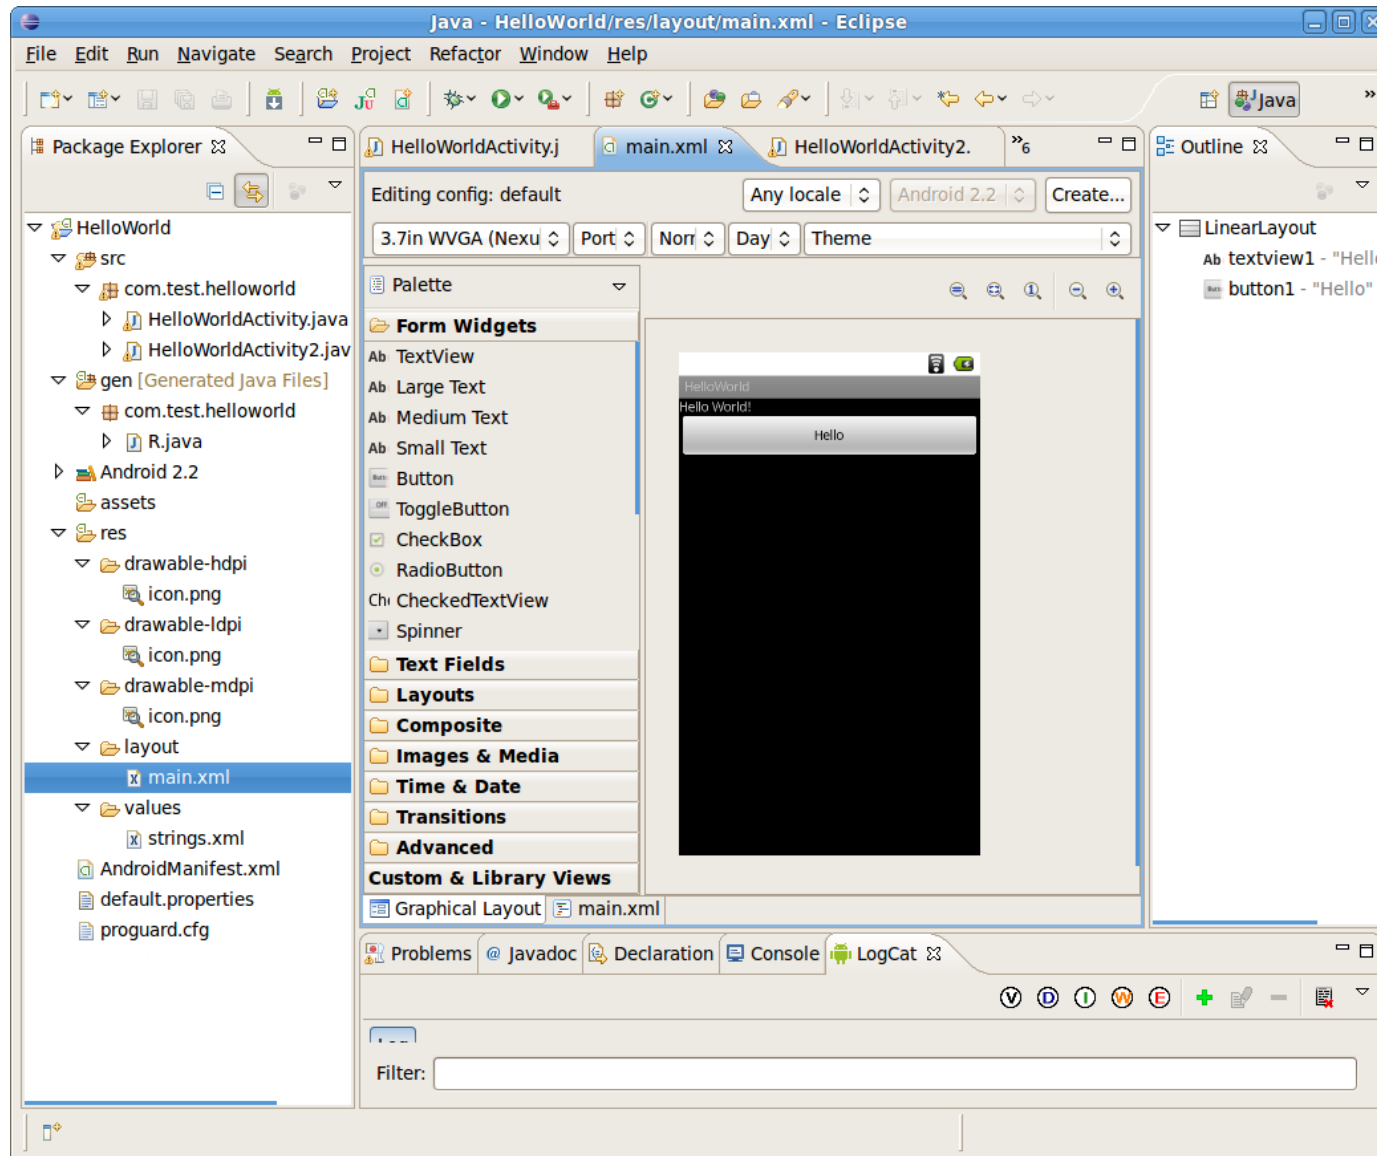 Java - HelloWorld/res/layout/main.xml - Eclipse
File Edit Run Navigate Search Project Refactor Window Help
Java
Package Explorer
HelloWorld
src
com.test.helloworld
HelloWorldActivity.java
HelloWorldActivity2.jav
gen [Generated Java Files]
com.test.helloworld
R.java
Android 2.2
assets
res
drawable-hdpi
icon.png
drawable-ldpi
icon.png
drawable-mdpi
icon.png
layout
main.xml
values
strings.xml
AndroidManifest.xml
default.properties
proguard.cfg
HelloWorldActivity.j main.xml HelloWorldActivity2. »6
Editing config: default Any locale Android 2.2 Create...
3.7in WVGA (Nexu Port Norr Day Theme
Palette
Form Widgets
Ab TextView
Ab Large Text
Ab Medium Text
Ab Small Text
Button
ToggleButton
CheckBox
RadioButton
CheckedTextView
Spinner
Text Fields
Layouts
Composite
Images & Media
Time & Date
Transitions
Advanced
Custom & Library Views
HelloWorld
Hello World!
Hello
Graphical Layout main.xml
Outline
LinearLayout
Ab textview1 - "Hell
button1 - "Hello"
Problems @ Javadoc Declaration Console LogCat
V D I W E
Filter: